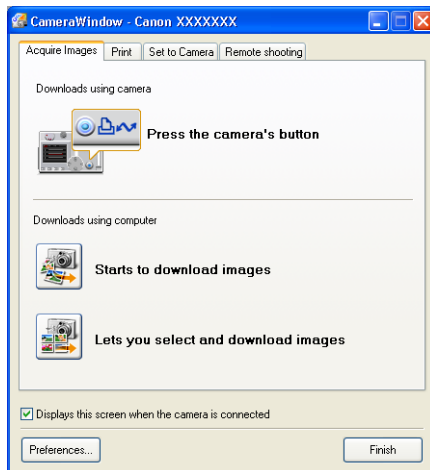 CameraWindow - Canon XXXXXXX
Acquire Images Print Set to Camera Remote shooting
Downloads using camera
Press the camera's button
Downloads using computer
Starts to download images
Lets you select and download images
Displays this screen when the camera is connected
Preferences... Finish